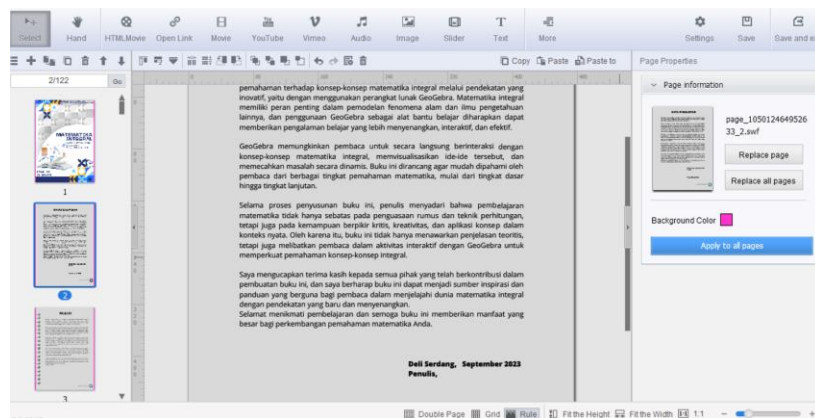 Select
Hand
HTMLMovie
Open Link
Movie
YouTube
Vimeo
Audio
Image
Slider
Text
More
Settings
Save
Save and e
Copy
Paste
Paste to
Page Properties
2/122
Go
Page information
page_1050124649526
33_2.swf
Replace page
Replace all pages
Background Color
Apply to all pages
MATEMATIKA
INTEGRAL
1
2
3
pemahaman terhadap konsep-konsep matematika integral melalui pendekatan yang
inovatif, yaitu dengan menggunakan perangkat lunak GeoGebra. Matematika integral
memiliki peran penting dalam pemodelan fenomena alam dan ilmu pengetahuan
lainnya, dan penggunaan GeoGebra sebagai alat bantu belajar diharapkan dapat
memberikan pengalaman belajar yang lebih menyenangkan, interaktif, dan efektif.
GeoGebra memungkinkan pembaca untuk secara langsung berinteraksi dengan
konsep-konsep matematika integral, memvisualisasikan ide-ide tersebut, dan
memecahkan masalah secara dinamis. Buku ini dirancang agar mudah dipahami oleh
pembaca dari berbagai tingkat pemahaman matematika, mulai dari tingkat dasar
hingga tingkat lanjutan.
Selama proses penyusunan buku ini, penulis menyadari bahwa pembelajaran
matematika tidak hanya sebatas pada penguasaan rumus dan teknik perhitungan,
tetapi juga pada kemampuan berpikir kritis, kreativitas, dan aplikasi konsep dalam
konteks nyata. Oleh karena itu, buku ini tidak hanya menawarkan penjelasan teoritis,
tetapi juga melibatkan pembaca dalam aktivitas interaktif dengan GeoGebra untuk
memperkuat pemahaman konsep-konsep integral.
Saya mengucapkan terima kasih kepada semua pihak yang telah berkontribusi dalam
pembuatan buku ini, dan saya berharap buku ini dapat menjadi sumber inspirasi dan
panduan yang berguna bagi pembaca dalam menjelajahi dunia matematika integral
dengan pendekatan yang baru dan menyenangkan.
Selamat menikmati pembelajaran dan semoga buku ini memberikan manfaat yang
besar bagi perkembangan pemahaman matematika Anda.
Deli Serdang, September 2023
Penulis,
Double Page
Grid
Rule
Fit the Height
Fit the Width
1:1